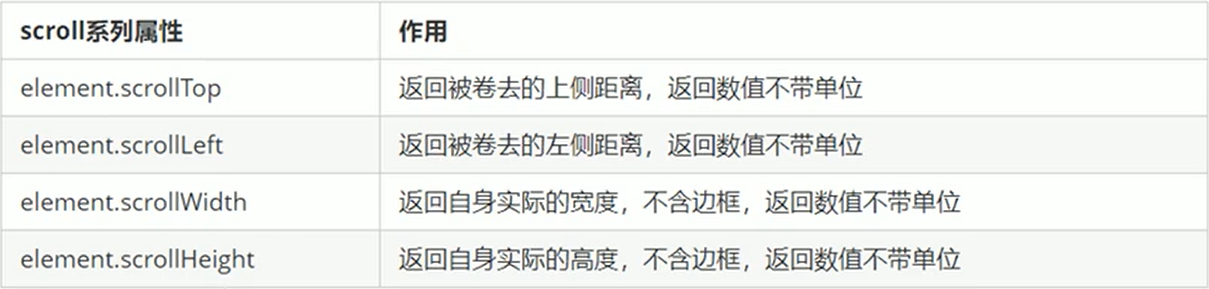 scroll系列属性 作用
element.scrollTop 返回被卷去的上侧距离，返回数值不带单位
element.scrollLeft 返回被卷去的左侧距离，返回数值不带单位
element.scrollWidth 返回自身实际的宽度，不含边框，返回数值不带单位
element.scrollHeight 返回自身实际的高度，不含边框，返回数值不带单位